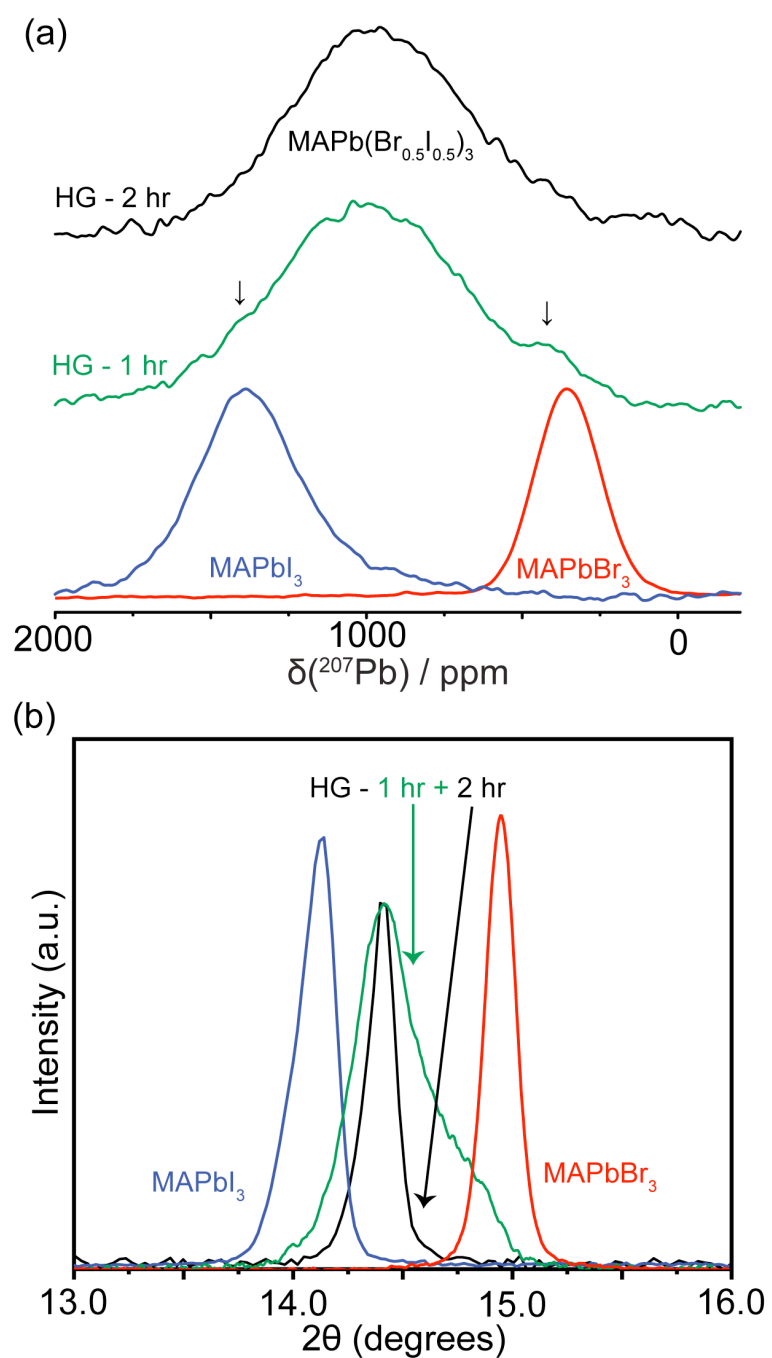 (a)
MAPb(Br0.5I0.5)3
HG - 2 hr
↓
↓
HG - 1 hr
MAPbI3
MAPbBr3
2000 1000 0
δ(207Pb) / ppm
(b)
HG - 1 hr + 2 hr
Intensity (a.u.)
MAPbI3
MAPbBr3
13.0 14.0 15.0 16.0
2θ (degrees)